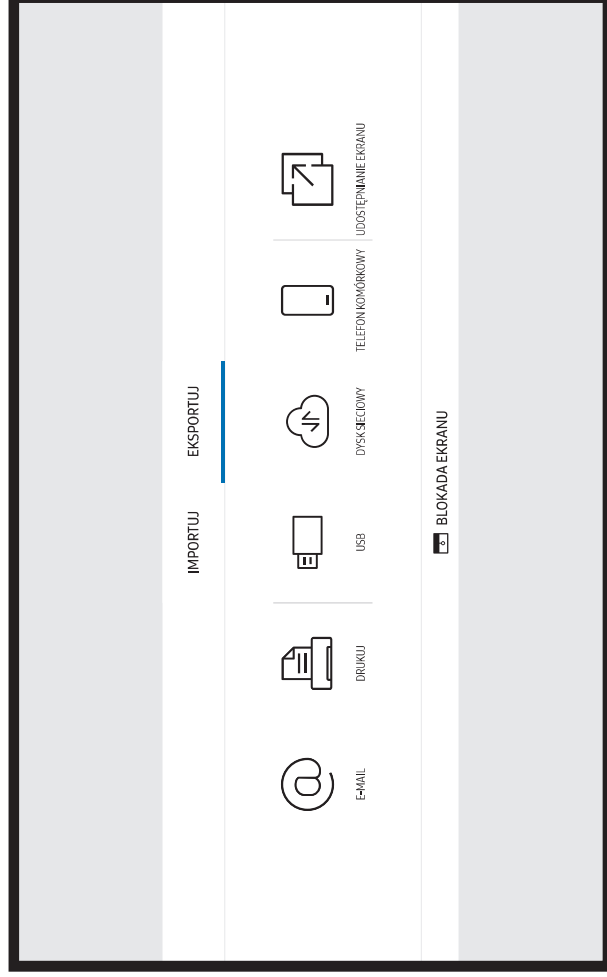 IMPORTUJ
EKSPORTUJ
E-MAIL
DRUKUJ
USB
DYSK SIECIOWY
TELEFON KOMÓRKOWY
UDOSTĘPNIANIE EKRANU
BLOKADA EKRANU